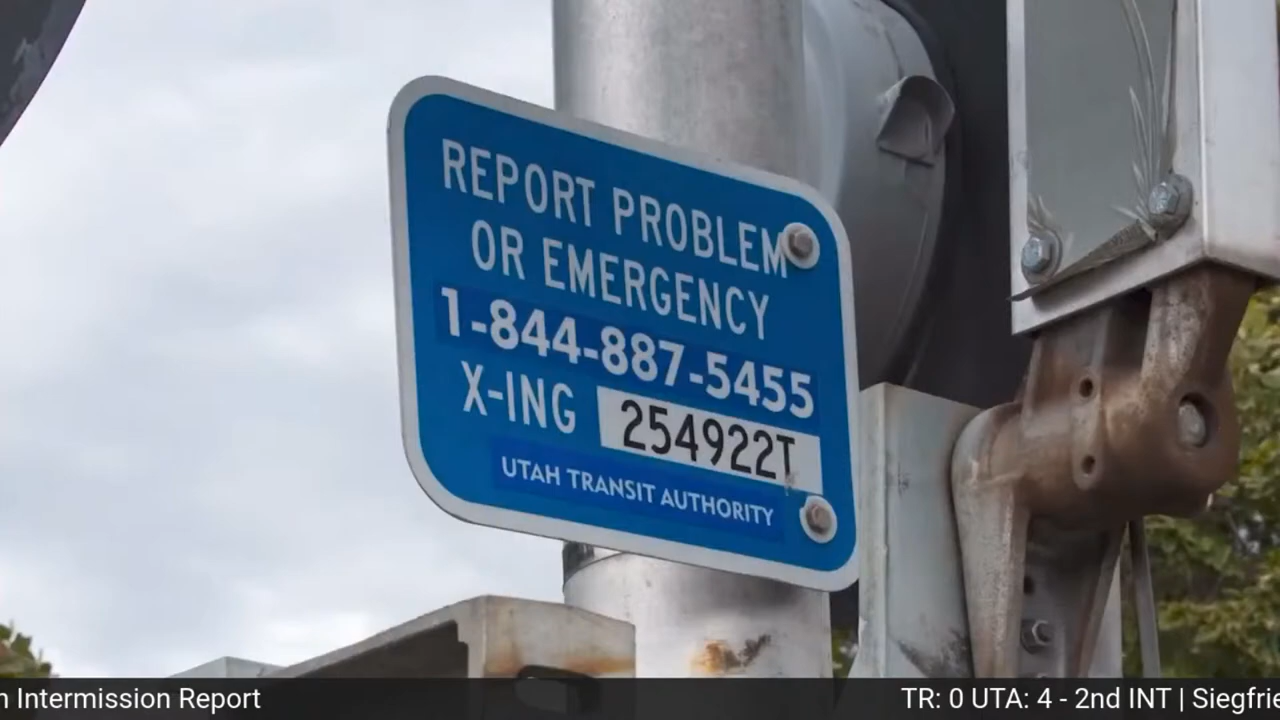 REPORT PROBLEM
OR EMERGENCY
1-844-887-5455
X-ING 254922T
UTAH TRANSIT AUTHORITY
Intermission Report
TR: 0 UTA: 4 - 2nd INT |